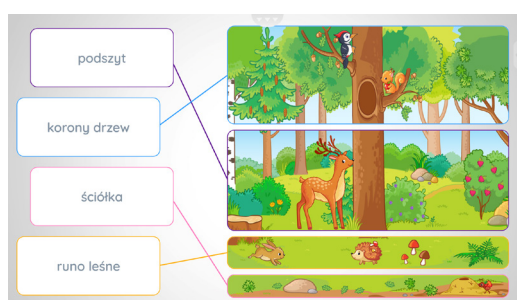 podszyt
korony drzew
ściółka
runo leśne